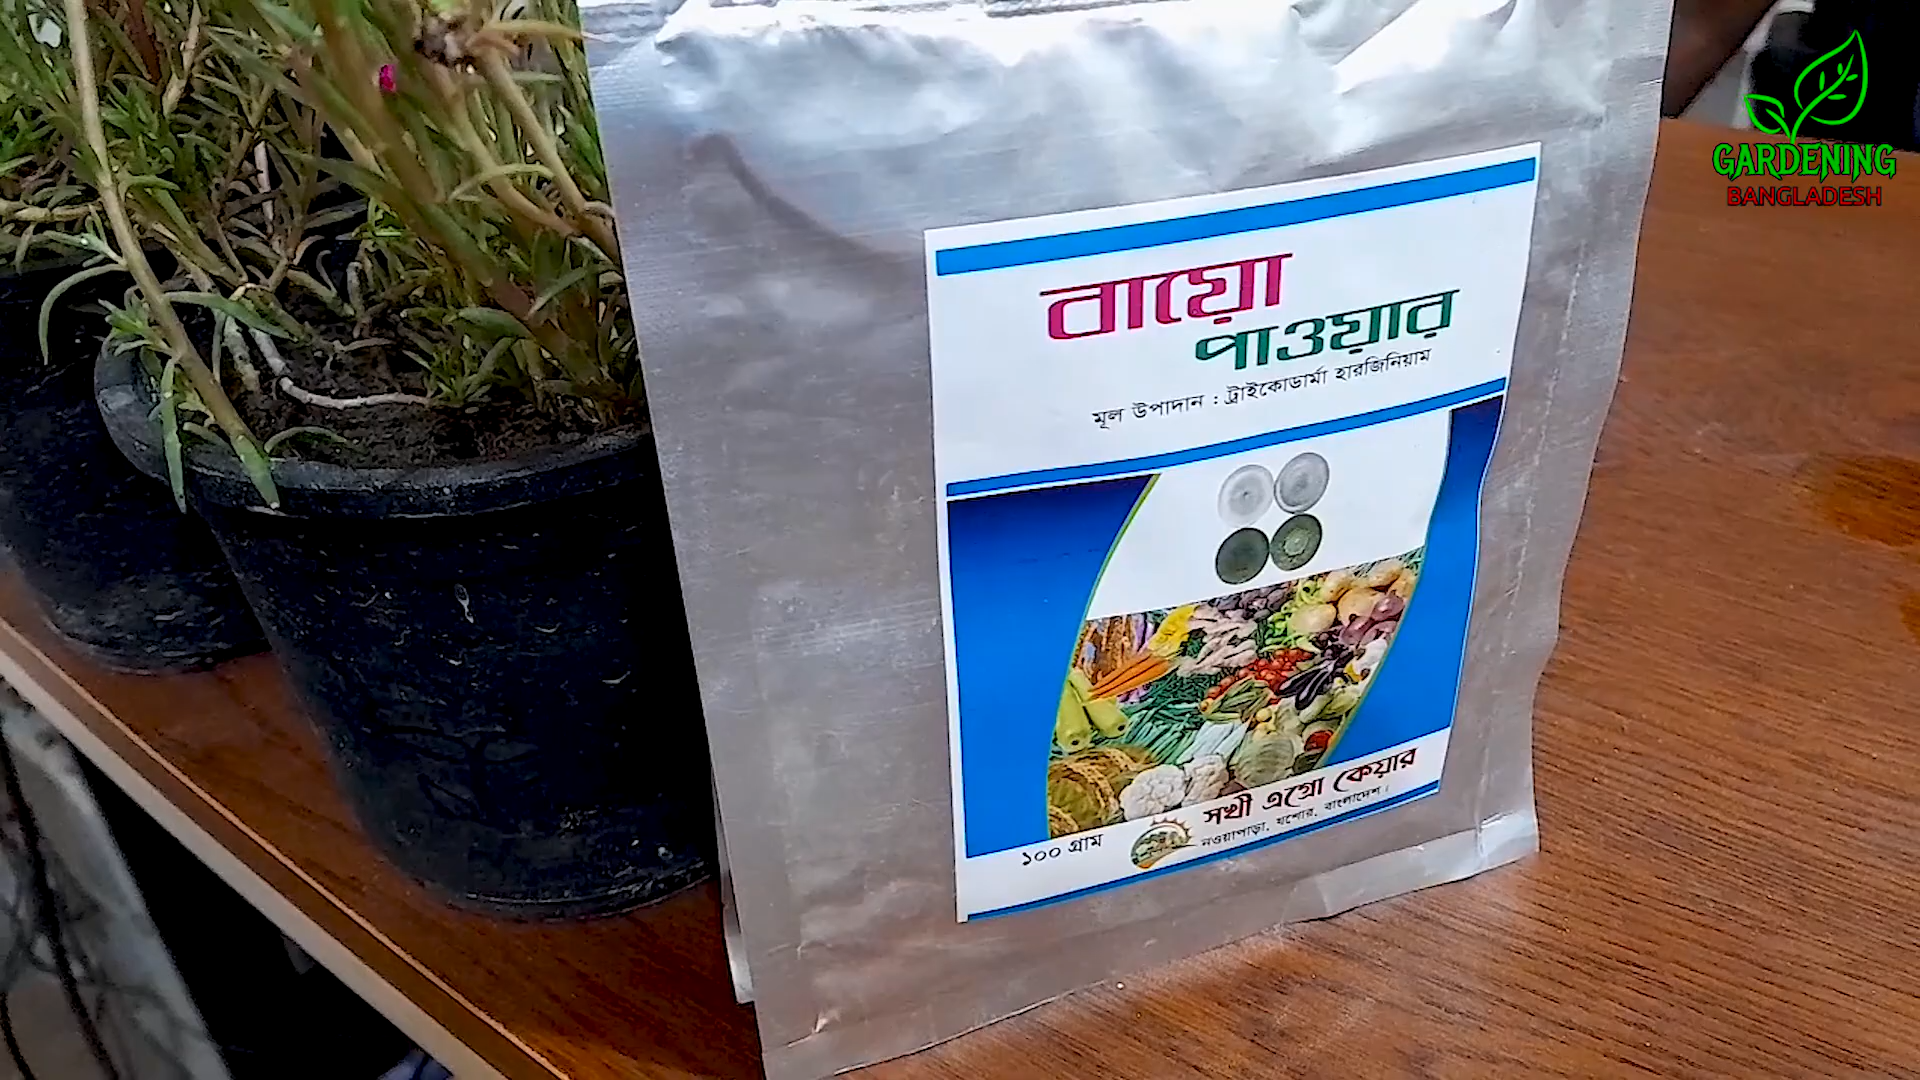 GARDENING
BANGLADESH
বায়ো
পাওয়ার
মূল উপাদান : ট্রাইকোডার্মা হারজিনিয়াম
১০০ গ্রাম
সখী এগ্রো কেয়ার
নওয়াপাড়া, যশোর, বাংলাদেশ।